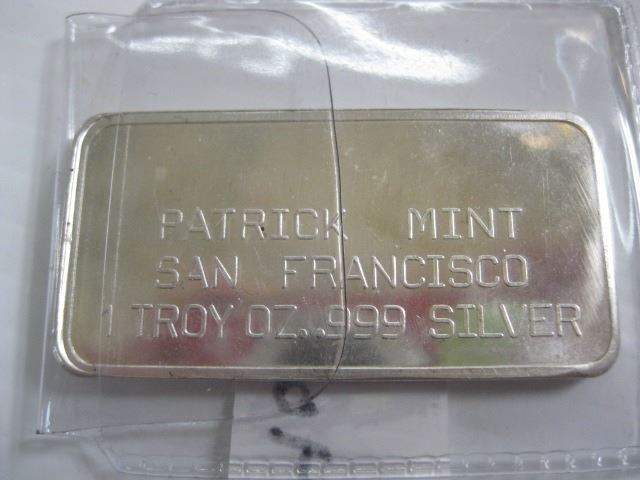 PATRICK MINT
SAN FRANCISCO
1 TROY OZ. .999 SILVER